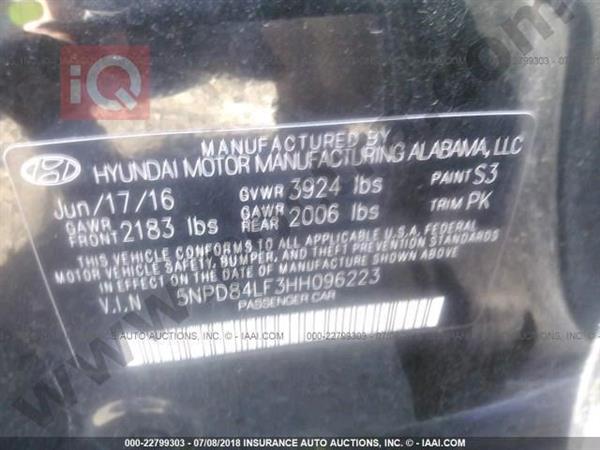 iQ
MANUFACTURED BY
HYUNDAI MOTOR MANUFACTURING ALABAMA, LLC
Jun/17/16 GVWR 3924 lbs PAINT S3
GAWR FRONT 2183 lbs GAWR REAR 2006 lbs TRIM PK
THIS VEHICLE CONFORMS TO ALL APPLICABLE U.S.A. FEDERAL
MOTOR VEHICLE SAFETY, BUMPER, AND THEFT PREVENTION
STANDARDS IN EFFECT ON THE DATE OF MANUFACTURE SHOWN ABOVE.
V.I.N 5NPD84LF3HH096223
PASSENGER CAR
000-22799303 - 07/08/2018 INSURANCE AUTO AUCTIONS, INC. - © - IAAI.COM